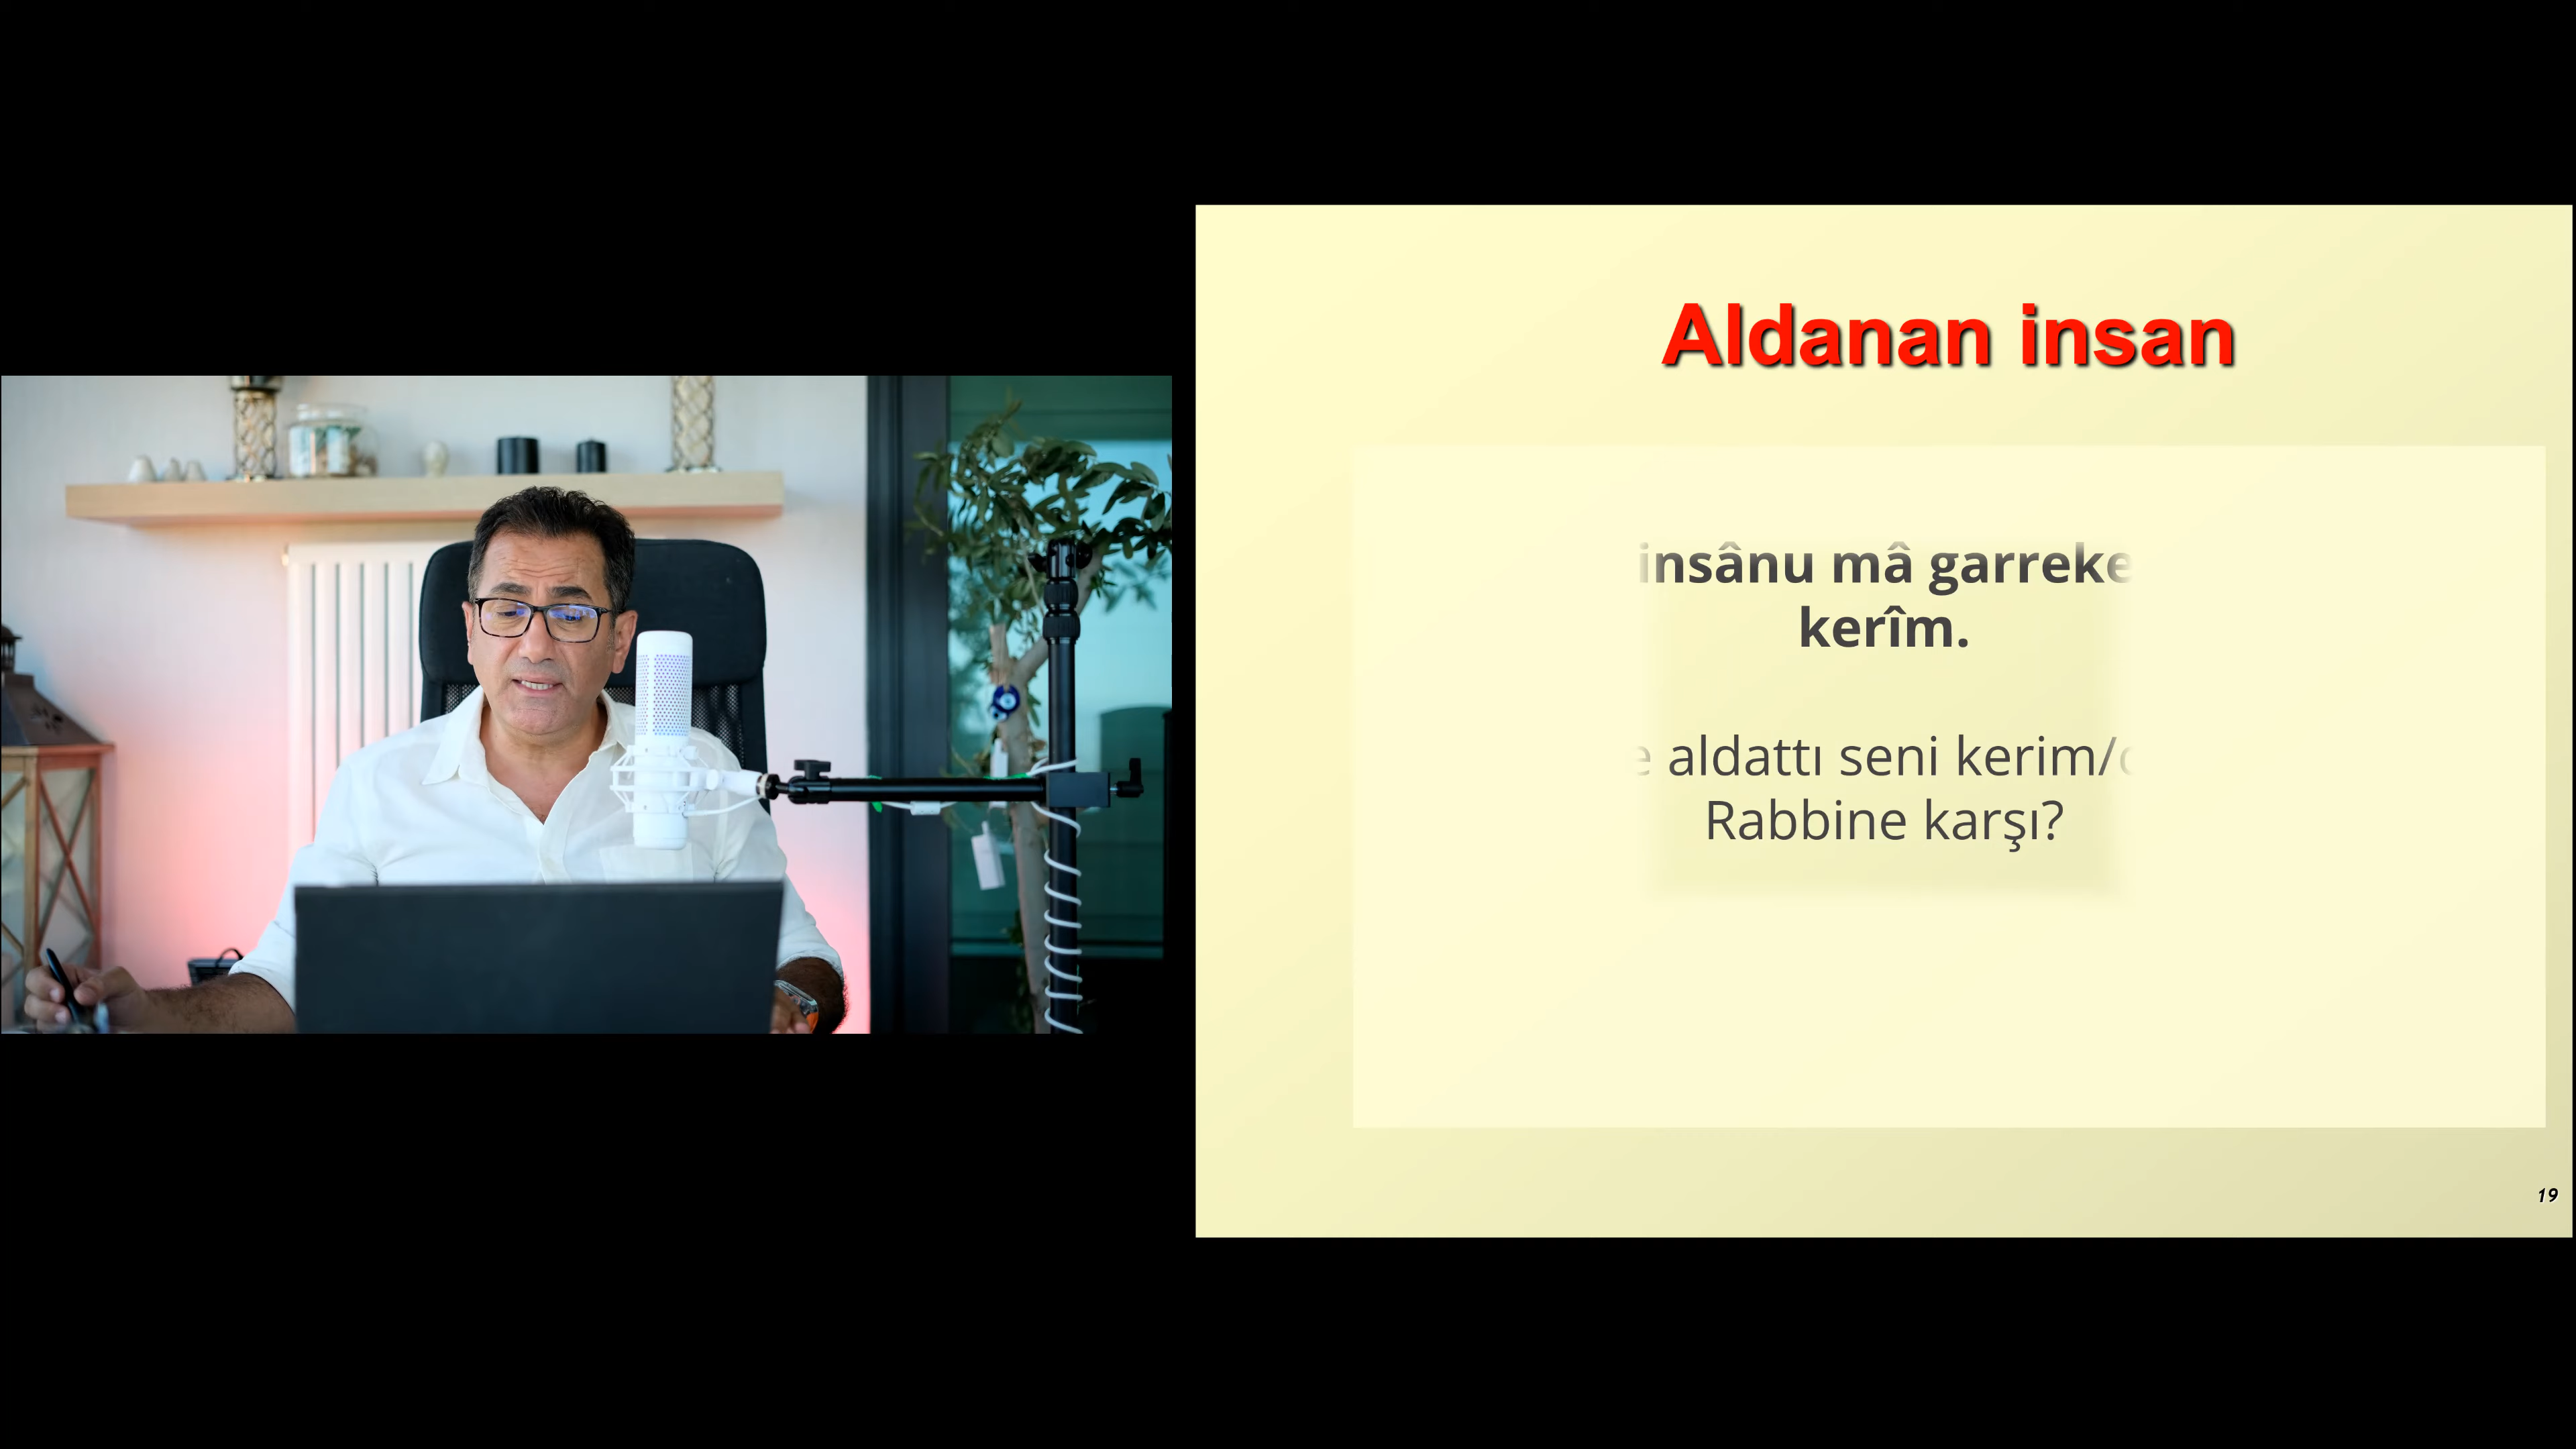 Aldanan insan
insânu mâ garreke
kerîm.
aldattı seni kerim/
Rabbine karşı?
19